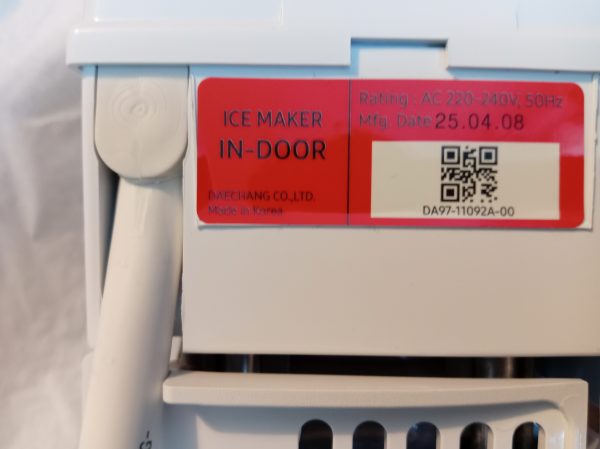 ICE MAKER
IN-DOOR
DAECHANG CO.,LTD.
Made in Korea
Rating : AC 220-240V, 50Hz
Mfg. Date 25.04.08
DA97-11092A-00